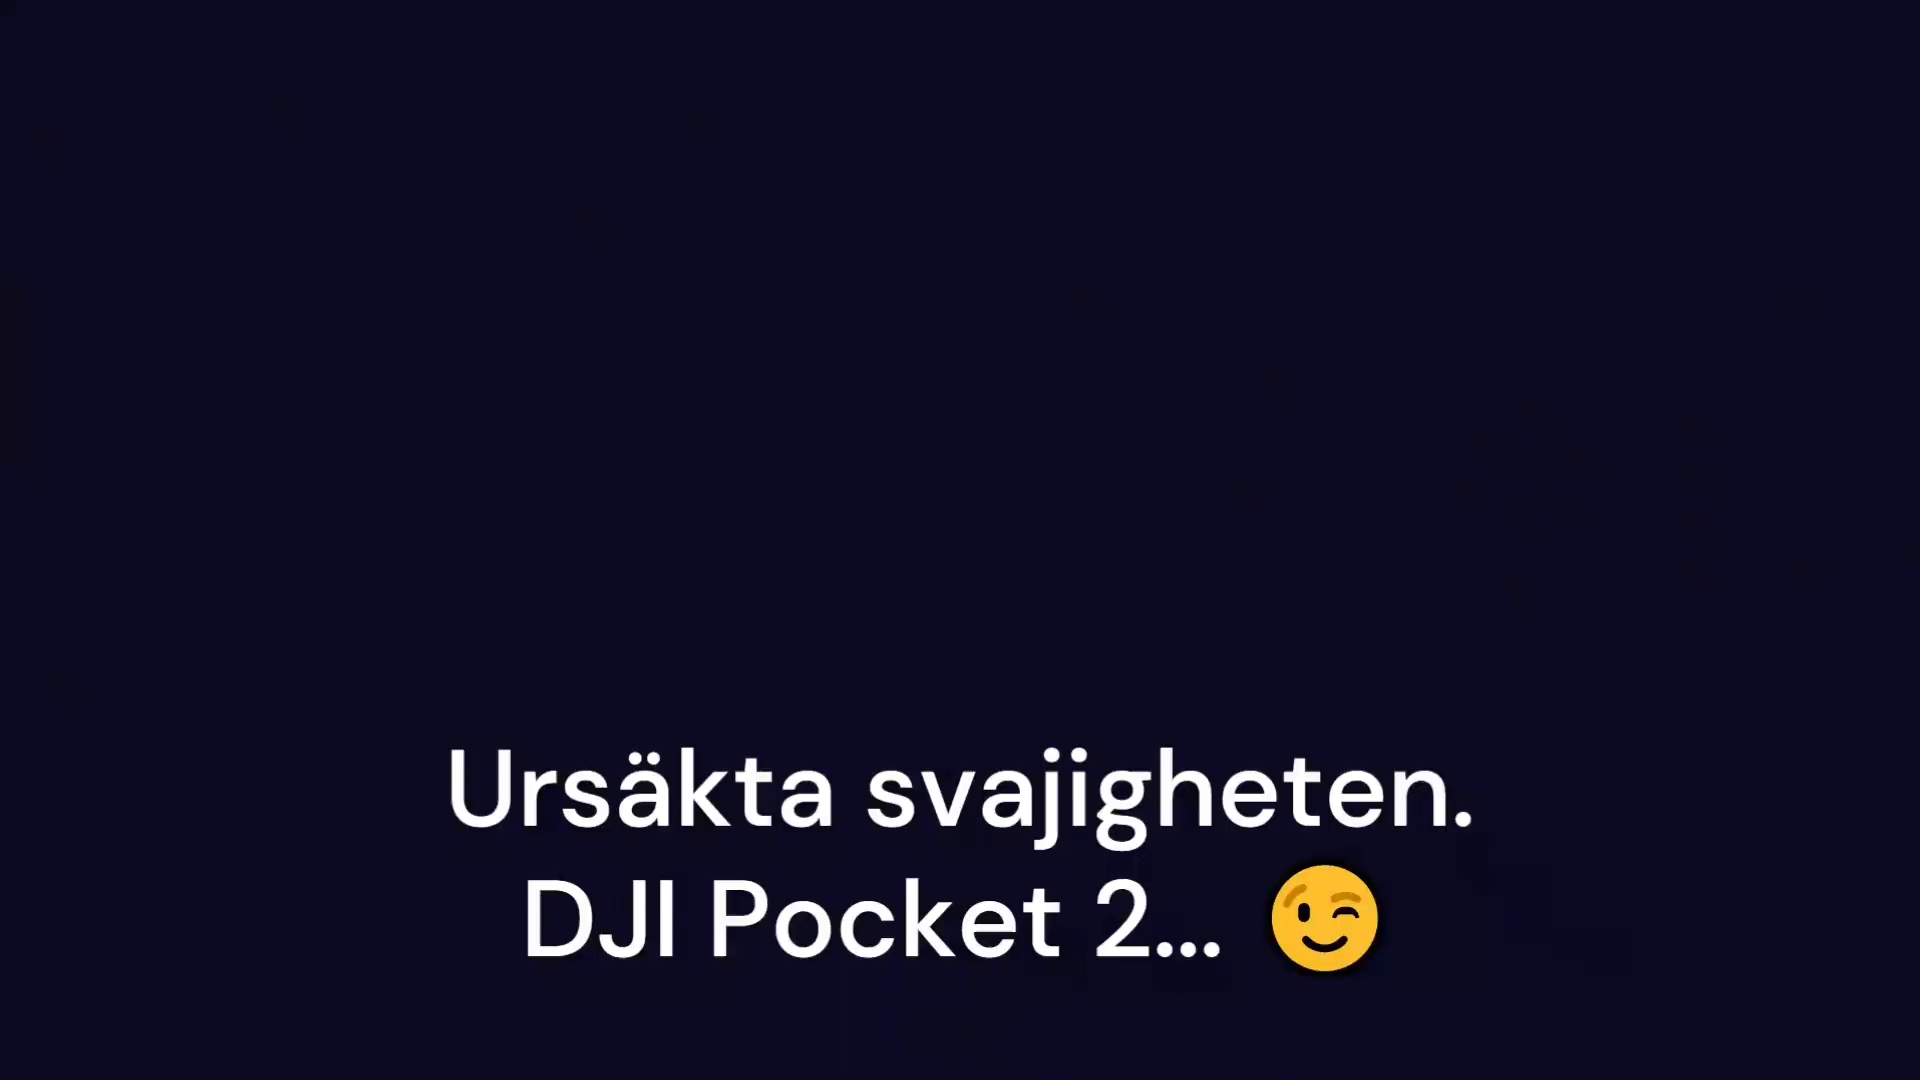 Ursäkta svajigheten.
DJI Pocket 2... 😉